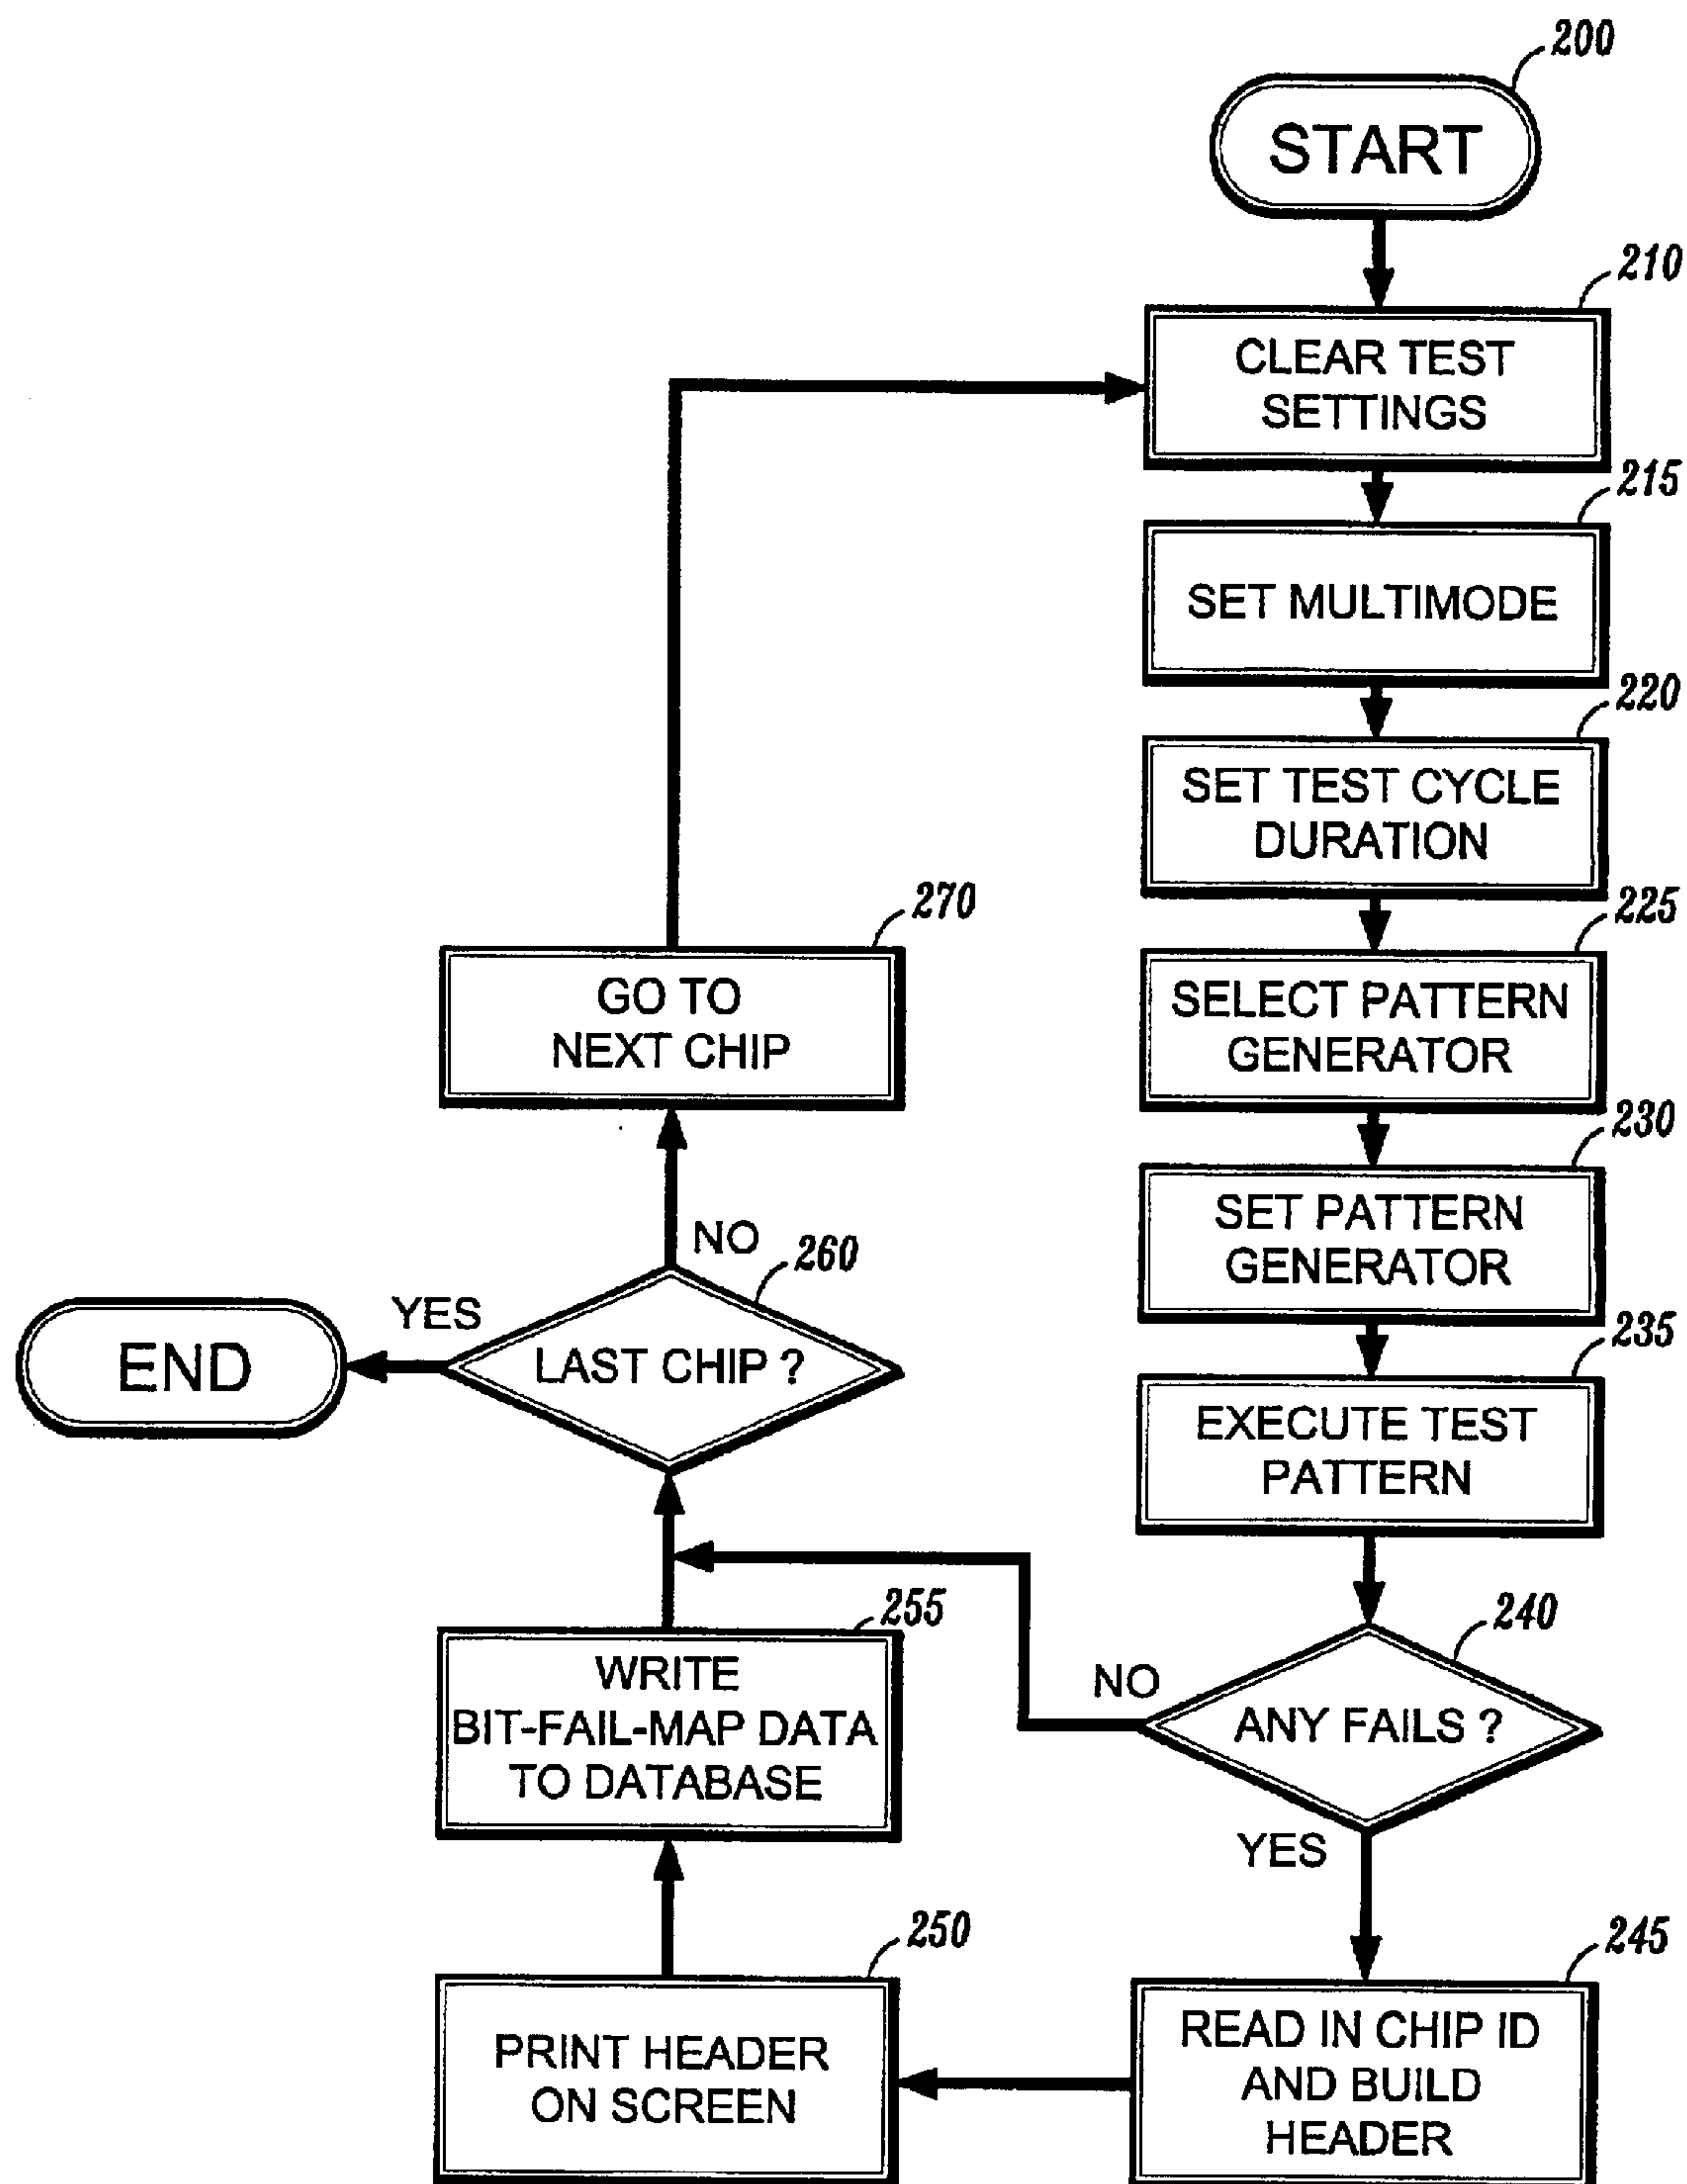 200
START
210
CLEAR TEST
SETTINGS
215
SET MULTIMODE
220
SET TEST CYCLE
DURATION
225
SELECT PATTERN
GENERATOR
230
SET PATTERN
GENERATOR
235
EXECUTE TEST
PATTERN
240
ANY FAILS ?
NO
YES
245
READ IN CHIP ID
AND BUILD
HEADER
250
PRINT HEADER
ON SCREEN
255
WRITE
BIT-FAIL-MAP DATA
TO DATABASE
260
LAST CHIP ?
NO
YES
END
270
GO TO
NEXT CHIP